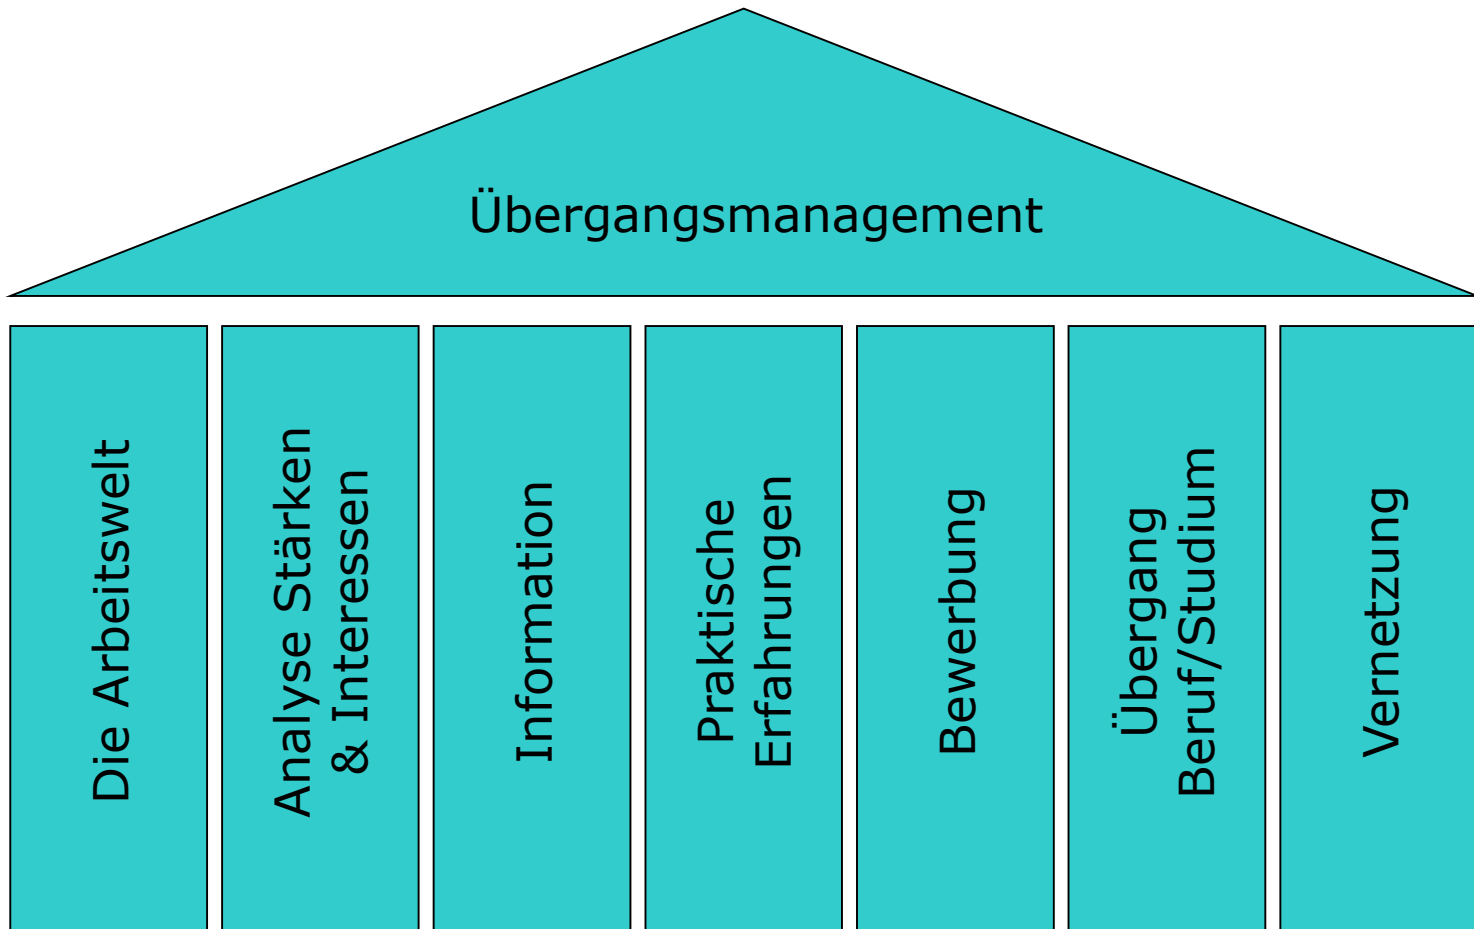 Übergangsmanagement
Die Arbeitswelt
Analyse Stärken
& Interessen
Information
Praktische
Erfahrungen
Bewerbung
Übergang
Beruf/Studium
Vernetzung